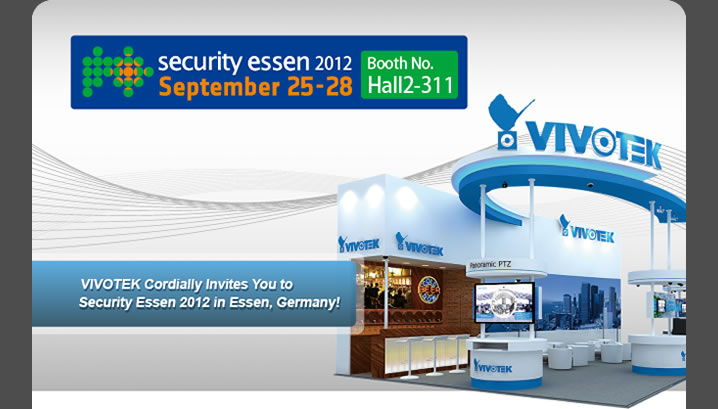 security essen 2012
September 25-28
Booth No.
Hall2-311
VIVOTEK
VIVOTEK
VIVOTEK
VIVOTEK
Panoramic PTZ
VIVOTEK Cordially Invites You to
Security Essen 2012 in Essen, Germany!
BEER
VIVOTEK